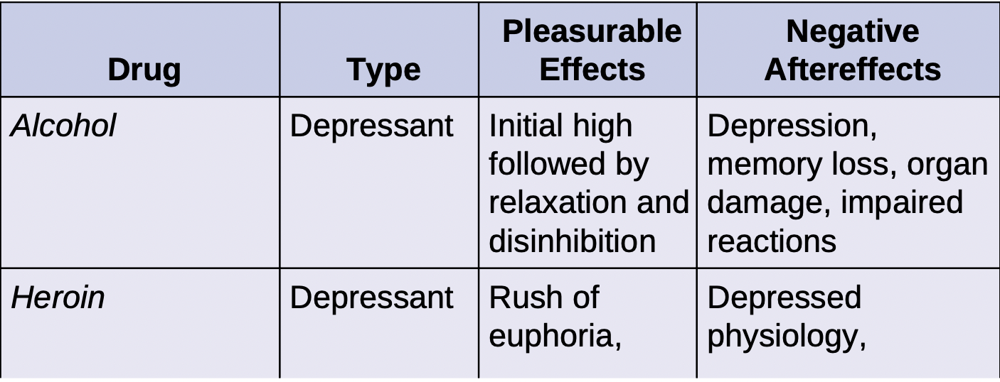 Drug
Type
Pleasurable
Effects
Negative
Aftereffects
Alcohol
Depressant
Initial high
followed by
relaxation and
disinhibition
Depression,
memory loss, organ
damage, impaired
reactions
Heroin
Depressant
Rush of
euphoria,
Depressed
physiology,